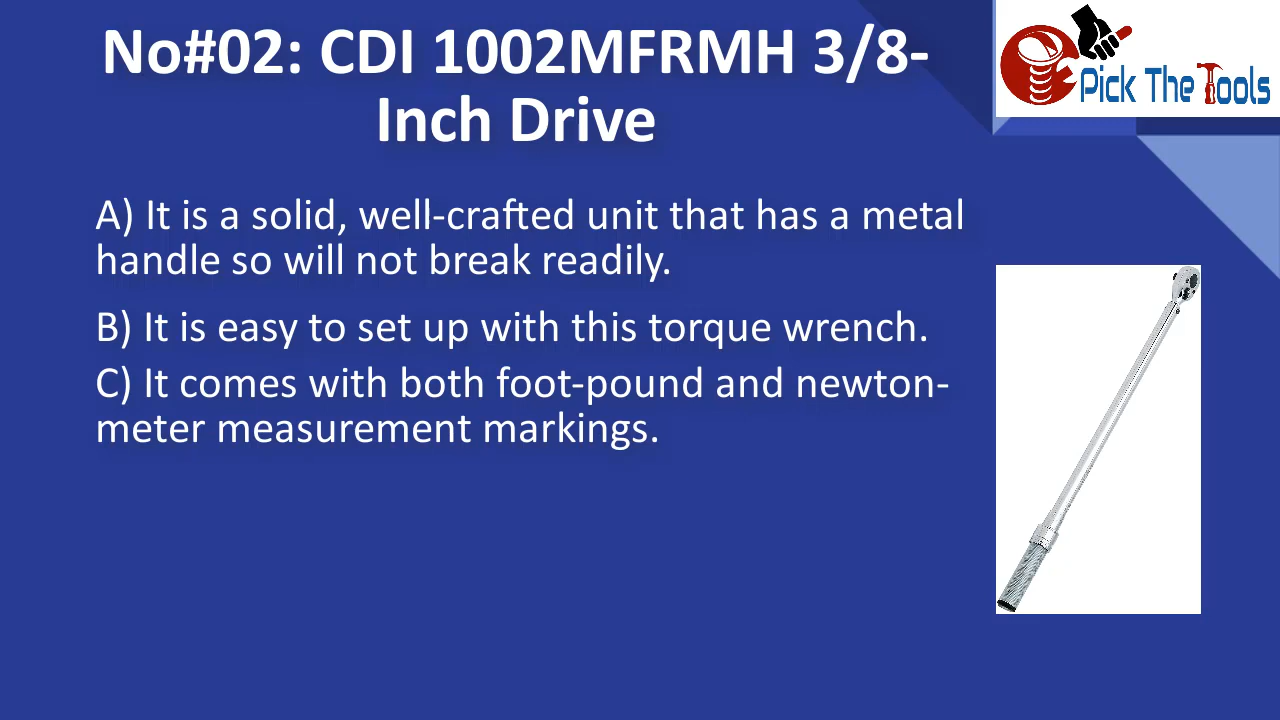 No#02: CDI 1002MFRMH 3/8-
Inch Drive
Pick The Tools
A) It is a solid, well-crafted unit that has a metal
handle so will not break readily.
B) It is easy to set up with this torque wrench.
C) It comes with both foot-pound and newton-
meter measurement markings.